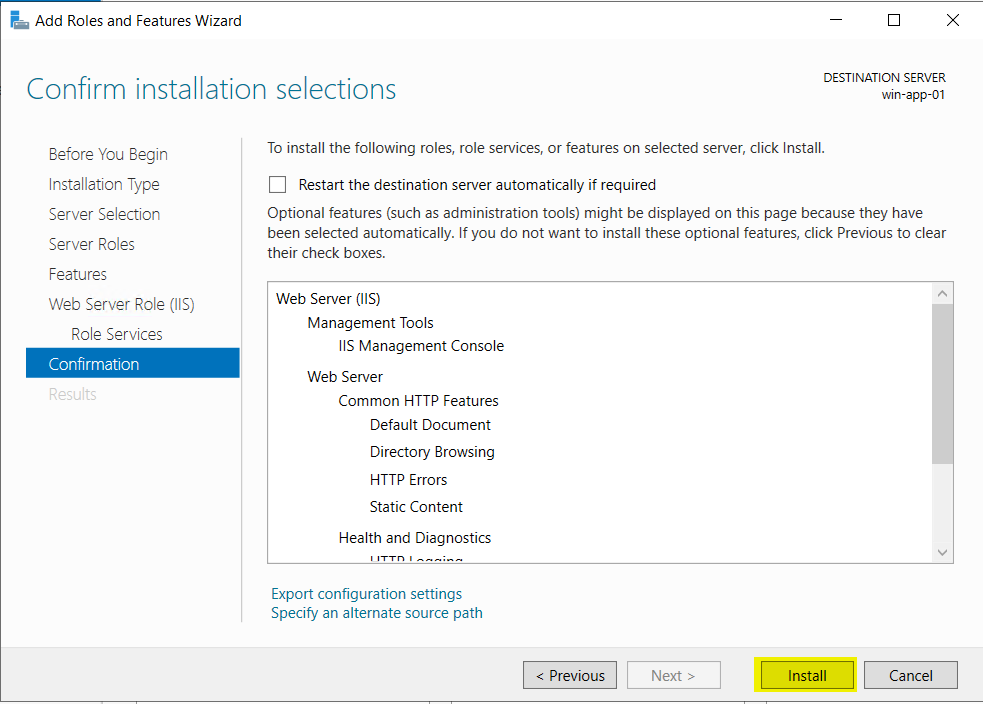 Add Roles and Features Wizard
Confirm installation selections
DESTINATION SERVER
win-app-01
Before You Begin
Installation Type
Server Selection
Server Roles
Features
Web Server Role (IIS)
Role Services
Confirmation
Results
To install the following roles, role services, or features on selected server, click Install.
Restart the destination server automatically if required
Optional features (such as administration tools) might be displayed on this page because they have
been selected automatically. If you do not want to install these optional features, click Previous to clear
their check boxes.
Web Server (IIS)
Management Tools
IIS Management Console
Web Server
Common HTTP Features
Default Document
Directory Browsing
HTTP Errors
Static Content
Health and Diagnostics
HTTP Logging
Export configuration settings
Specify an alternate source path
< Previous
Next >
Install
Cancel